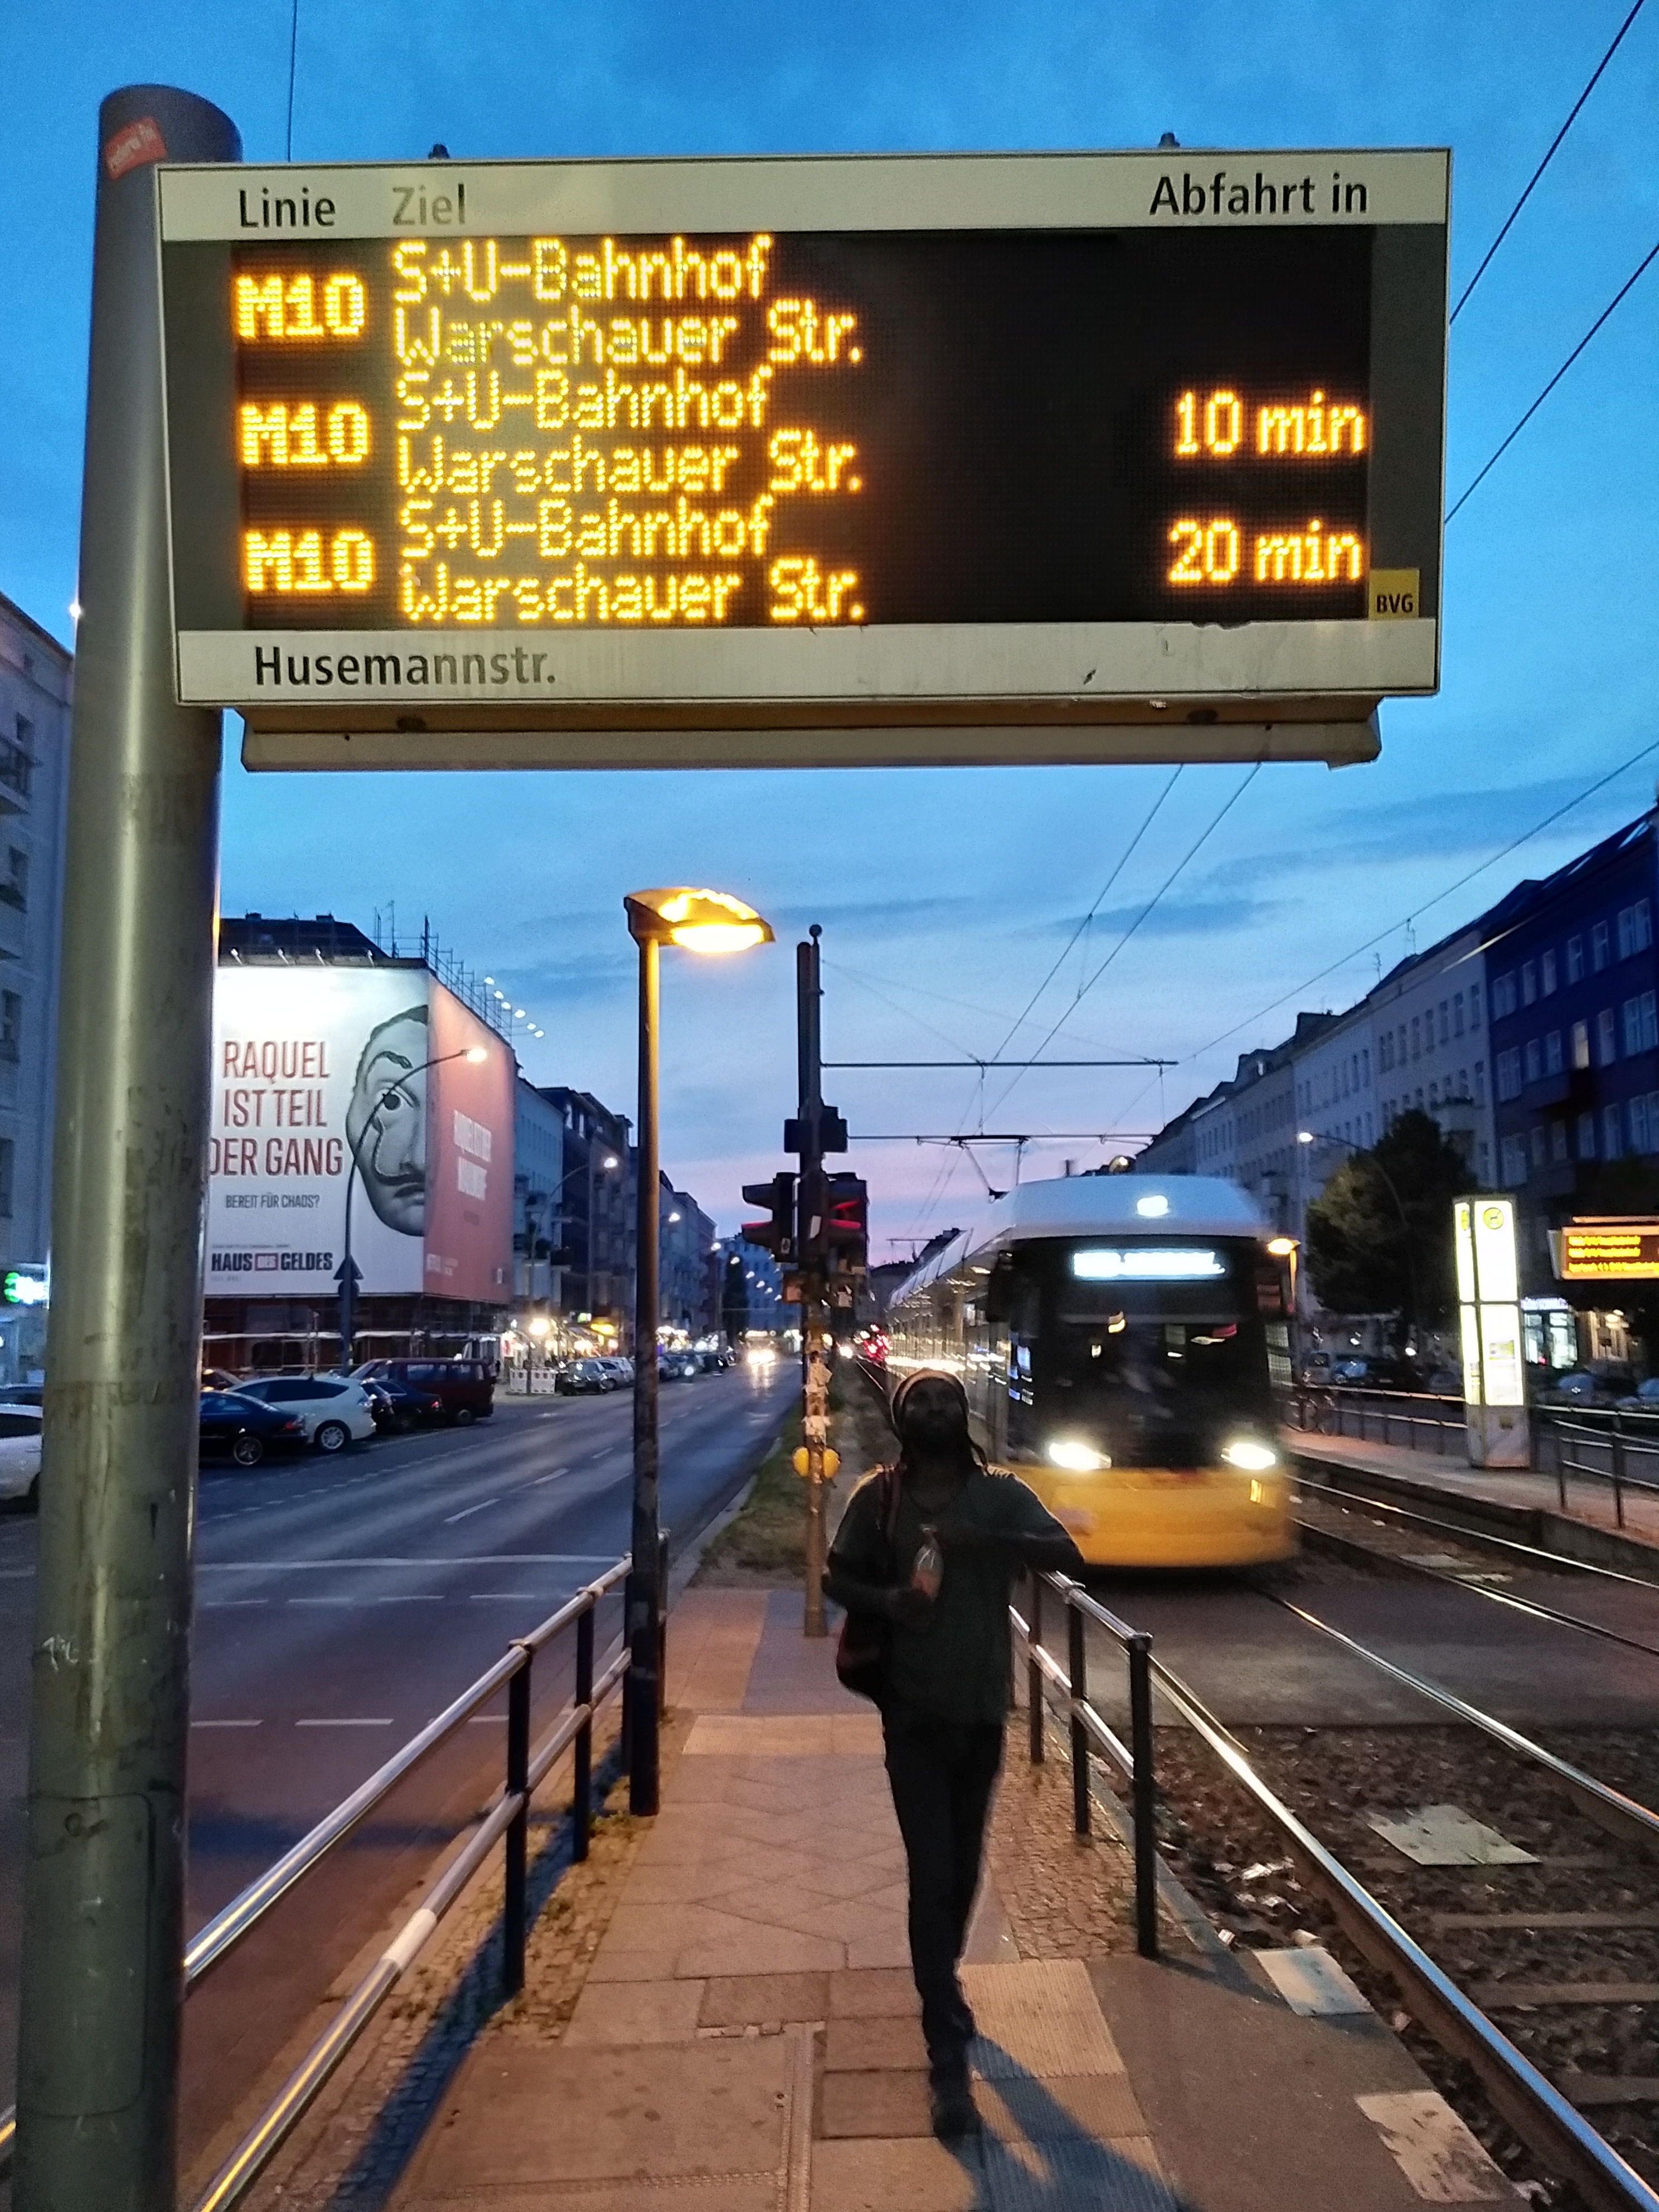 Linie Ziel Abfahrt in
M10 S+U-Bahnhof
Warschauer Str.
M10 S+U-Bahnhof
Warschauer Str. 10 min
M10 S+U-Bahnhof
Warschauer Str. 20 min
BVG
Husemannstr.
RAQUEL
IST TEIL
DER GANG
BEREIT FÜR CHAOS?
HAUS DES GELDES